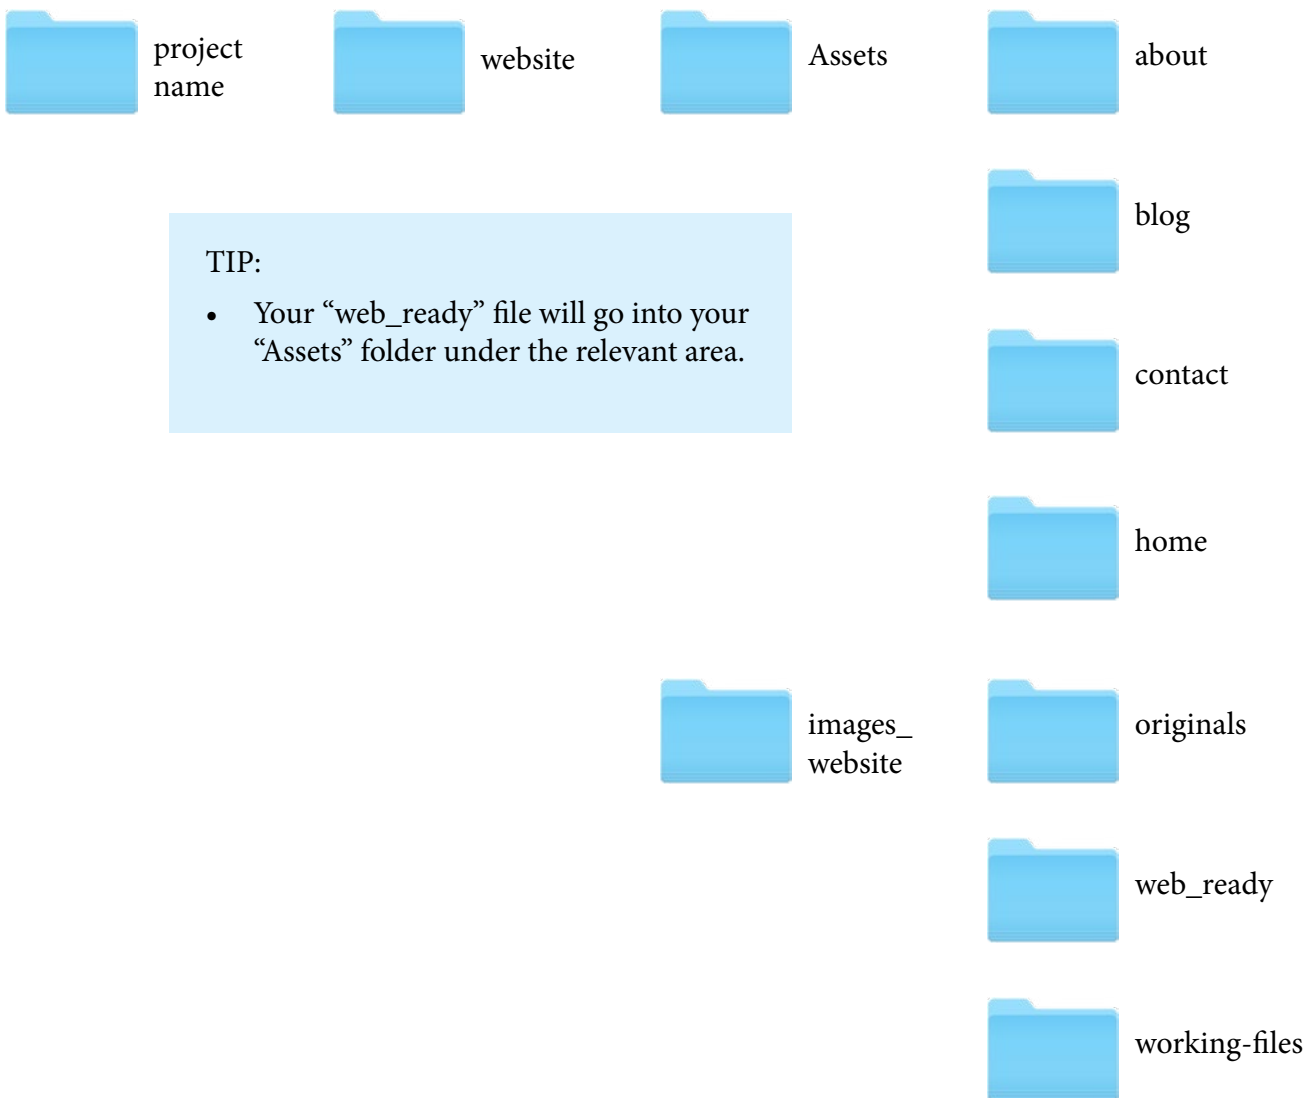 project
name
website
Assets
about
blog
TIP:
• Your “web_ready” file will go into your
“Assets” folder under the relevant area.
contact
home
images_
website
originals
web_ready
working-files